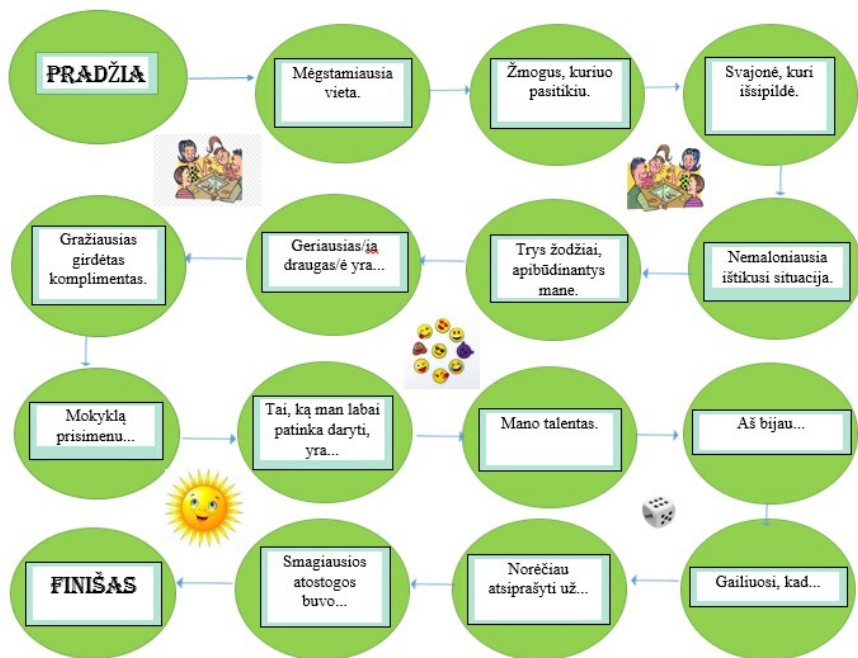 PRADŽIA
Mėgstamiausia
vieta.
Žmogus, kuriuo
pasitikiu.
Svajonė, kuri
išsipildė.
Nemaloniausia
ištikusi situacija.
Trys žodžiai,
apibūdinantys
mane.
Geriausias/ia
draugas/ė yra...
Gražiausias
girdėtas
komplimentas.
Mokyklą
prisimenu...
Tai, ką man labai
patinka daryti,
yra...
Mano talentas.
Aš bijau...
Gailiuosi, kad...
Norėčiau
atsiprašyti už...
Smagiausios
atostogos
buvo...
FINIŠAS